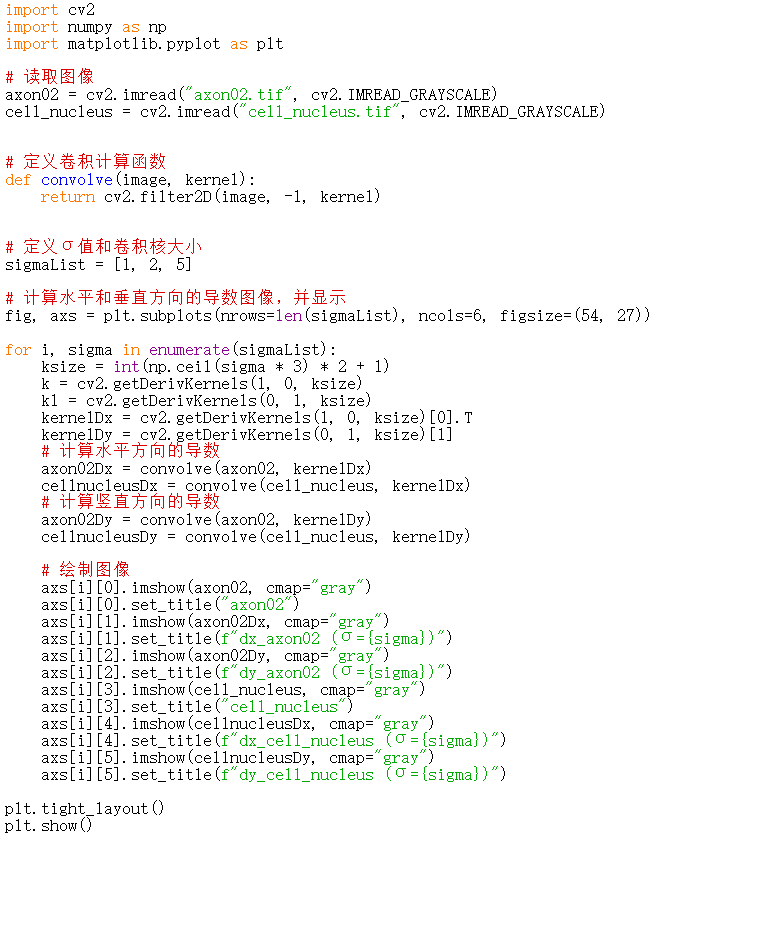 import cv2
import numpy as np
import matplotlib.pyplot as plt
# 读取图像
axon02 = cv2.imread("axon02.tif", cv2.IMREAD_GRAYSCALE)
cell_nucleus = cv2.imread("cell_nucleus.tif", cv2.IMREAD_GRAYSCALE)
# 定义卷积计算函数
def convolve(image, kernel):
    return cv2.filter2D(image, -1, kernel)
# 定义σ值和卷积核大小
sigmaList = [1, 2, 5]
# 计算水平和垂直方向的导数图像，并显示
fig, axs = plt.subplots(nrows=len(sigmaList), ncols=6, figsize=(54, 27))
for i, sigma in enumerate(sigmaList):
    ksize = int(np.ceil(sigma * 3) * 2 + 1)
    k = cv2.getDerivKernels(1, 0, ksize)
    k1 = cv2.getDerivKernels(0, 1, ksize)
    kernelDx = cv2.getDerivKernels(1, 0, ksize)[0].T
    kernelDy = cv2.getDerivKernels(0, 1, ksize)[1]
    # 计算水平方向的导数
    axon02Dx = convolve(axon02, kernelDx)
    cellnucleusDx = convolve(cell_nucleus, kernelDx)
    # 计算竖直方向的导数
    axon02Dy = convolve(axon02, kernelDy)
    cellnucleusDy = convolve(cell_nucleus, kernelDy)
    # 绘制图像
    axs[i][0].imshow(axon02, cmap="gray")
    axs[i][0].set_title("axon02")
    axs[i][1].imshow(axon02Dx, cmap="gray")
    axs[i][1].set_title(f"dx_axon02 (σ={sigma})")
    axs[i][2].imshow(axon02Dy, cmap="gray")
    axs[i][2].set_title(f"dy_axon02 (σ={sigma})")
    axs[i][3].imshow(cell_nucleus, cmap="gray")
    axs[i][3].set_title("cell_nucleus")
    axs[i][4].imshow(cellnucleusDx, cmap="gray")
    axs[i][4].set_title(f"dx_cell_nucleus (σ={sigma})")
    axs[i][5].imshow(cellnucleusDy, cmap="gray")
    axs[i][5].set_title(f"dy_cell_nucleus (σ={sigma})")
plt.tight_layout()
plt.show()